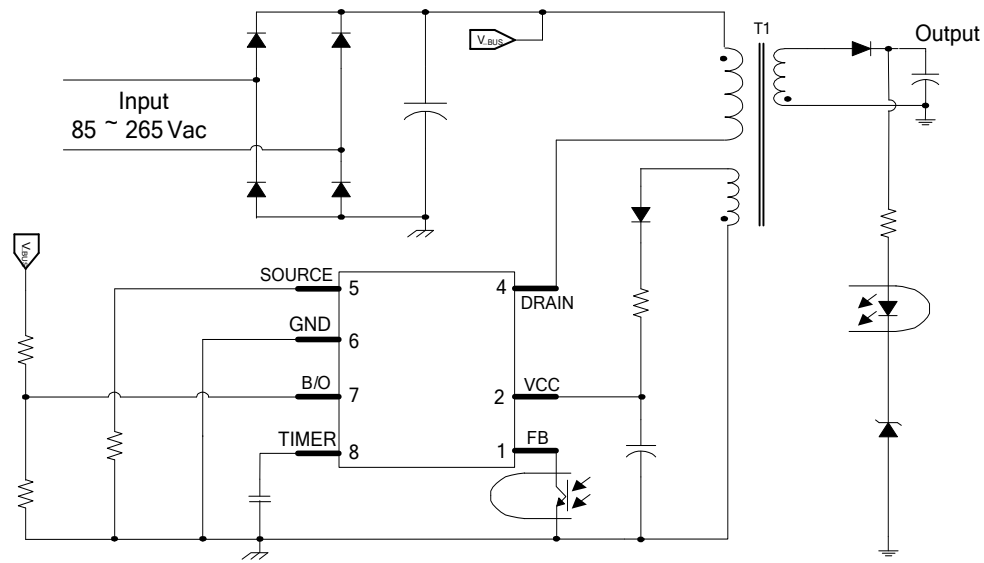 T1
Output
V_BUS
Input
85 ~ 265 Vac
V_BUS
SOURCE
5
4
DRAIN
GND
6
B/O
7
2
VCC
TIMER
8
1
FB